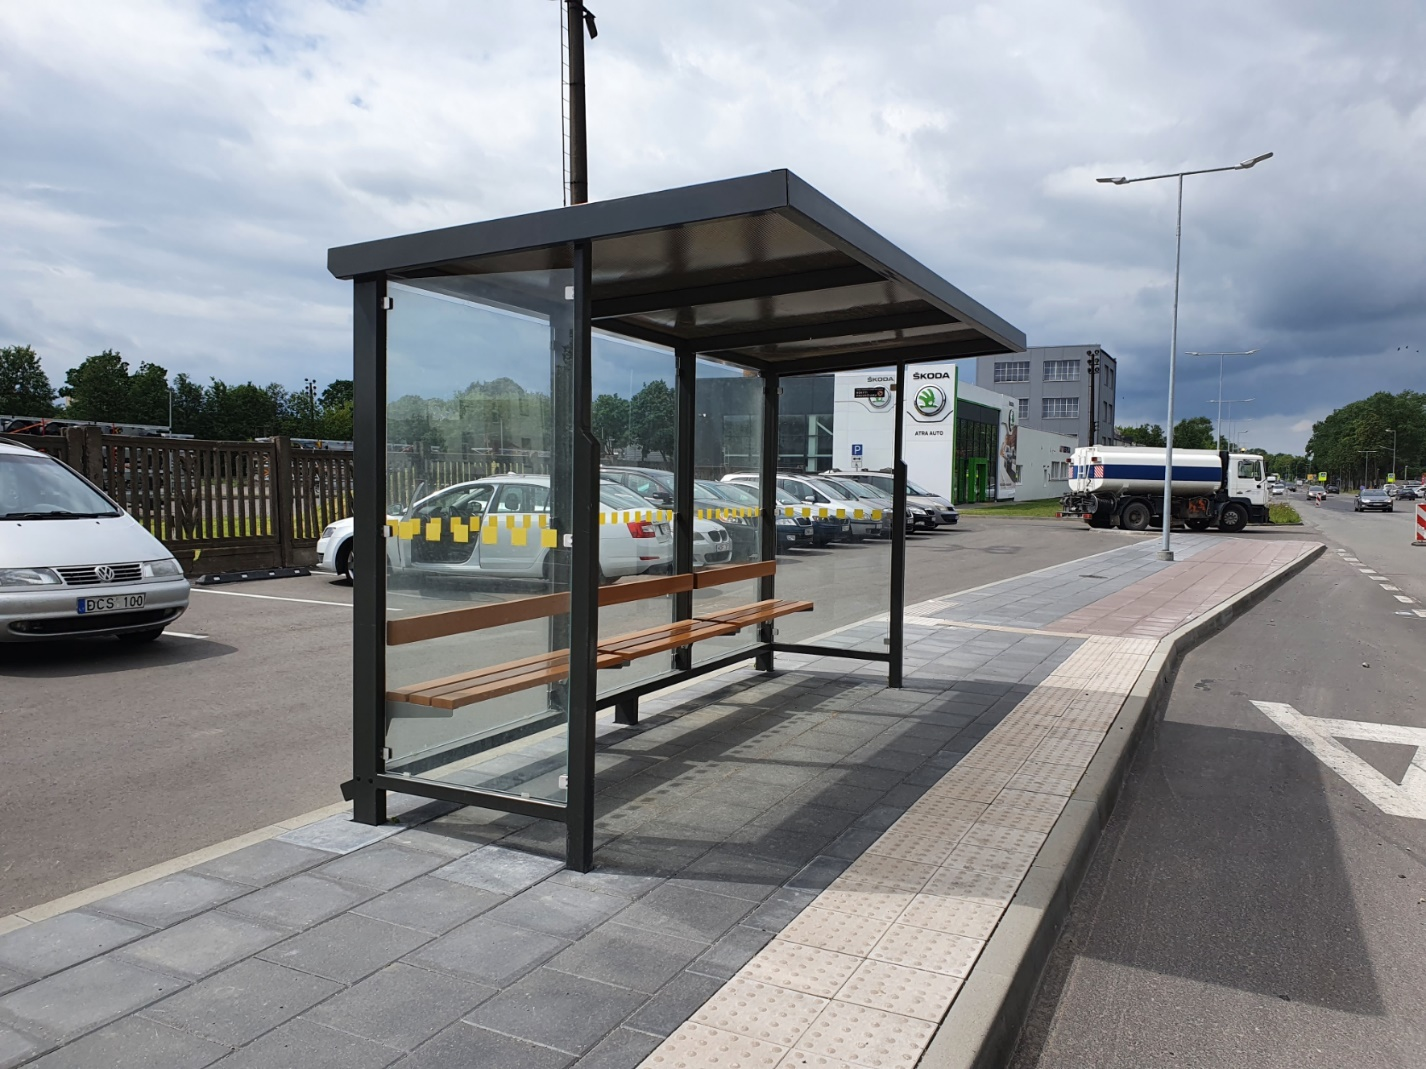 ŠKODA
ŠKODA
ATRA AUTO
P
DCS 100